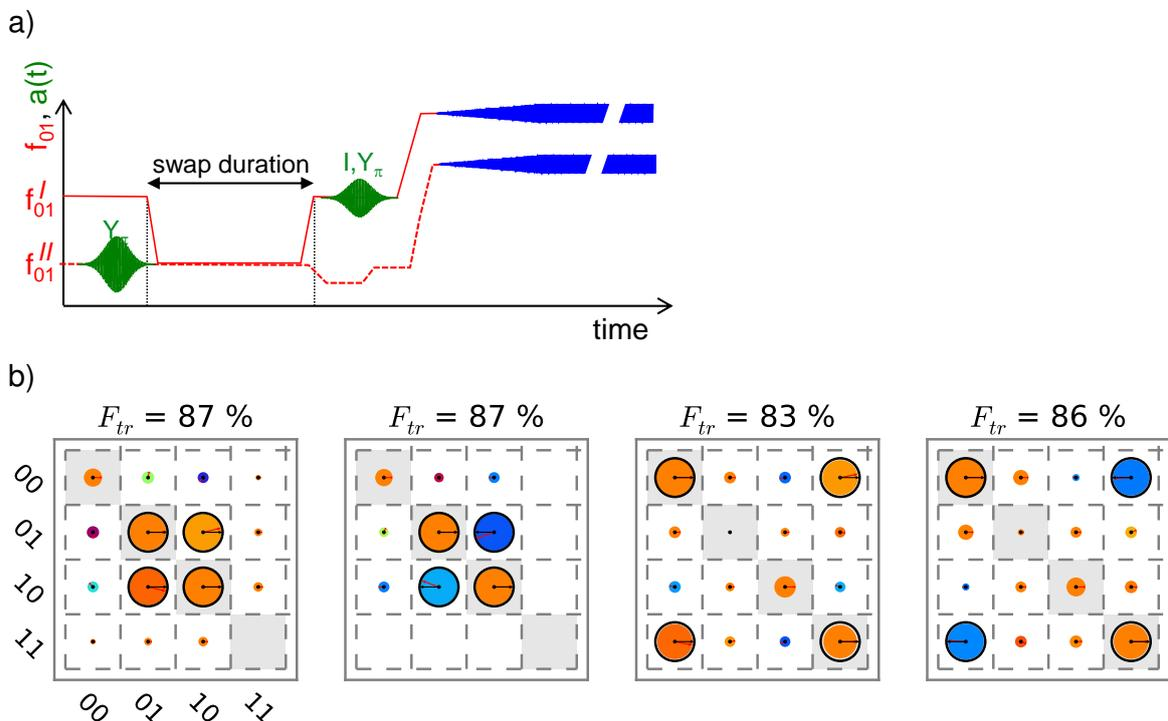 a)
f01, a(t)
swap duration
I,Yπ
f01I
Yπ
f01II
time
b)
Ftr = 87 %
Ftr = 87 %
Ftr = 83 %
Ftr = 86 %
00
01
10
11
00 01 10 11